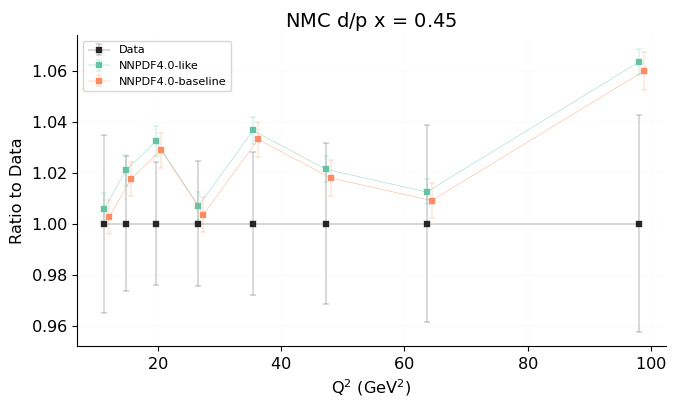 NMC d/p x = 0.45
Data
NNPDF4.0-like
NNPDF4.0-baseline
Ratio to Data
1.06
1.04
1.02
1.00
0.98
0.96
20 40 60 80 100
Q² (GeV²)